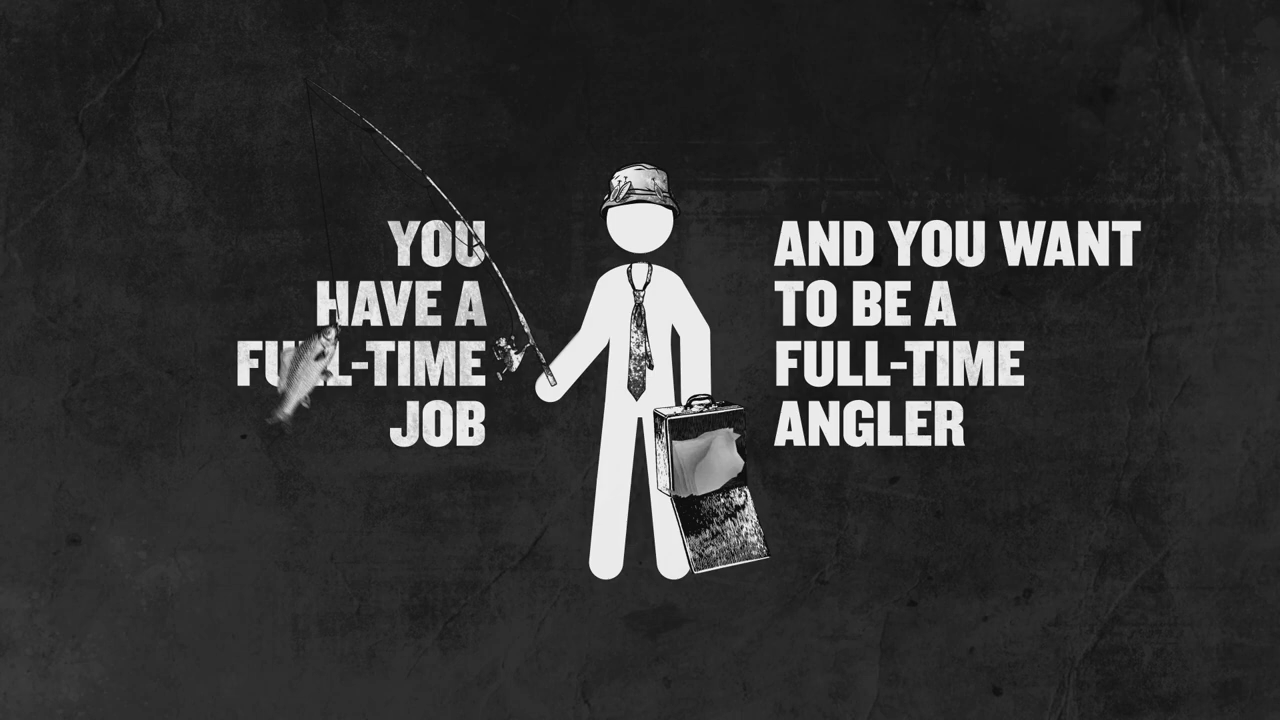 YOU
HAVE A
FULL-TIME
JOB
AND YOU WANT
TO BE A
FULL-TIME
ANGLER